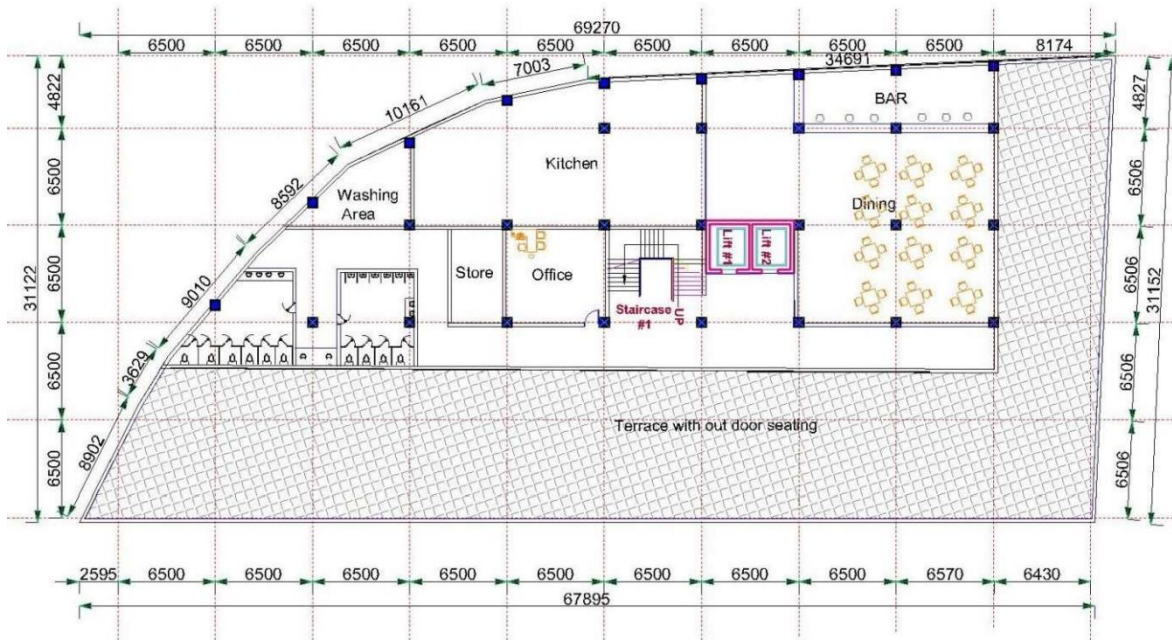 69270
6500 6500 6500 6500 6500 6500 6500 6500 6500 8174
34691
7003
10161
8592
9010
3629
8902
4822
6500
6500
6500
6500
31122
4827
6506
6506
6506
6506
31152
BAR
Kitchen
Washing
Area
Dining
Lift #1
Lift #2
Store
Office
Staircase
#1
UP
Terrace with out door seating
2595 6500 6500 6500 6500 6500 6500 6500 6500 6570 6430
67895